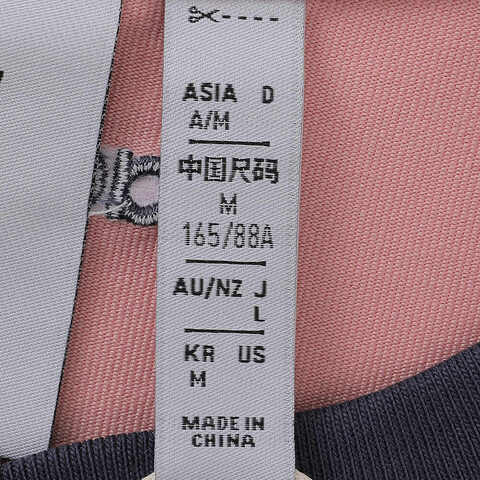 ASIA D
A/M
中国尺码
M
165/88A
AU/NZ J
L
KR US
M
MADE IN
CHINA